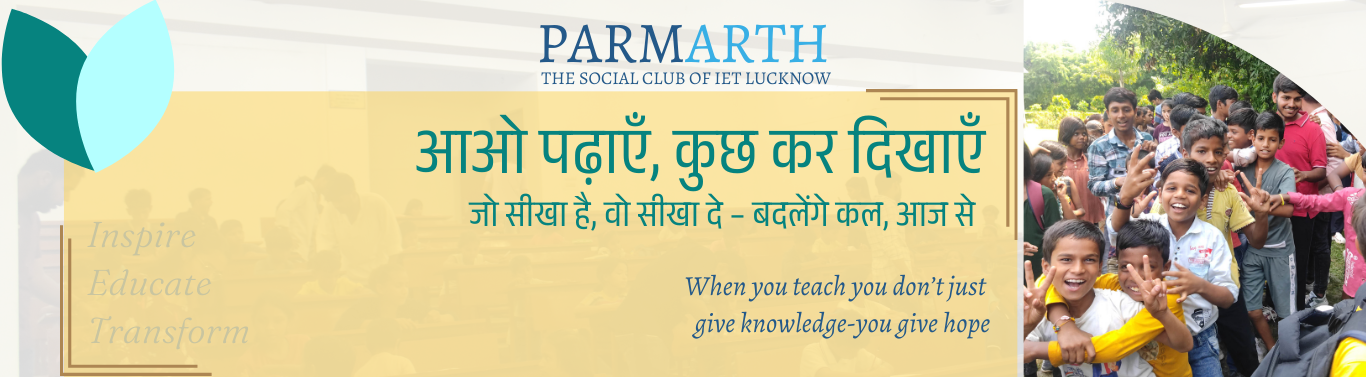 PARMARTH
THE SOCIAL CLUB OF IET LUCKNOW
आओ पढ़ाएँ, कुछ कर दिखाएँ
जो सीखा है, वो सीखा दे – बदलेंगे कल, आज से
Inspire
Educate
Transform
When you teach you don't just
give knowledge-you give hope